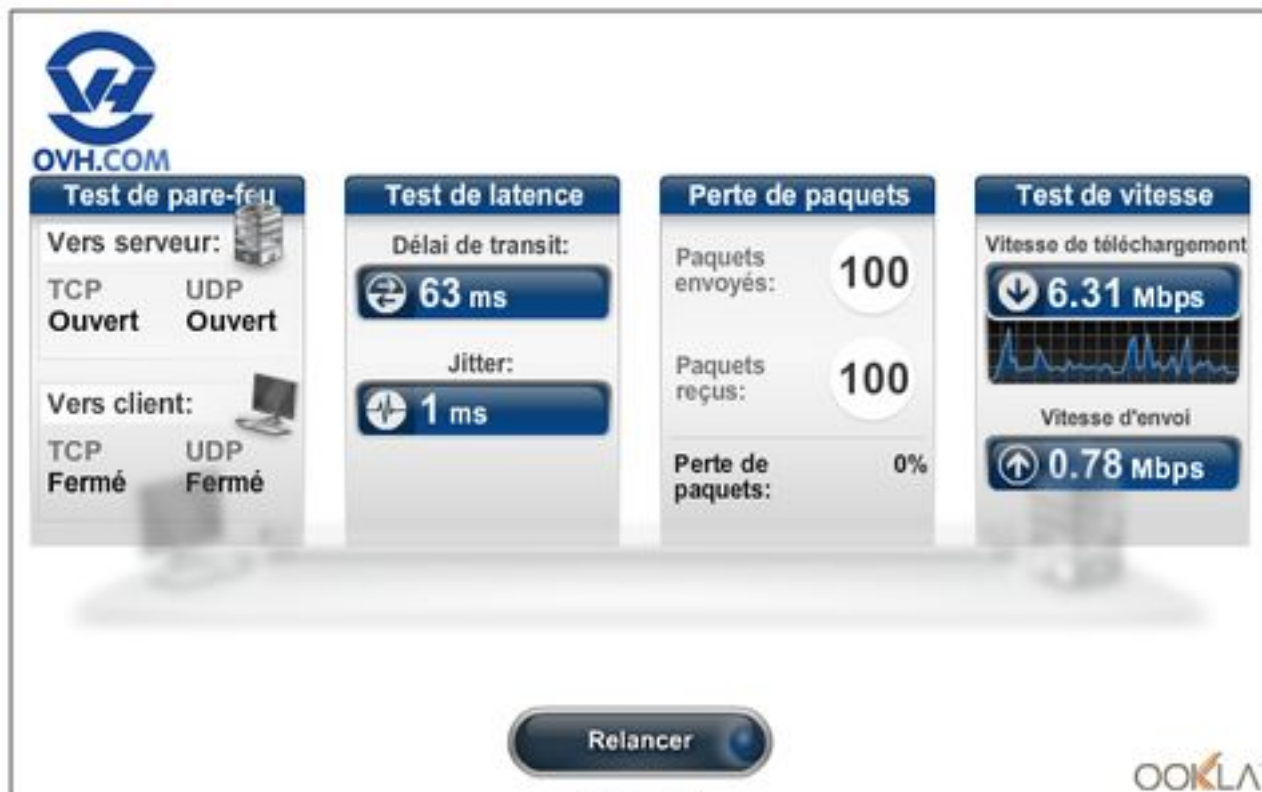 OVH.COM
Test de pare-feu
Vers serveur:
TCP UDP
Ouvert Ouvert
Vers client:
TCP UDP
Fermé Fermé
Test de latence
Délai de transit:
63 ms
Jitter:
1 ms
Perte de paquets
Paquets
envoyés:
100
Paquets
reçus:
100
Perte de
paquets:
0%
Test de vitesse
Vitesse de téléchargement
6.31 Mbps
Vitesse d'envoi
0.78 Mbps
Relancer
OOKLA